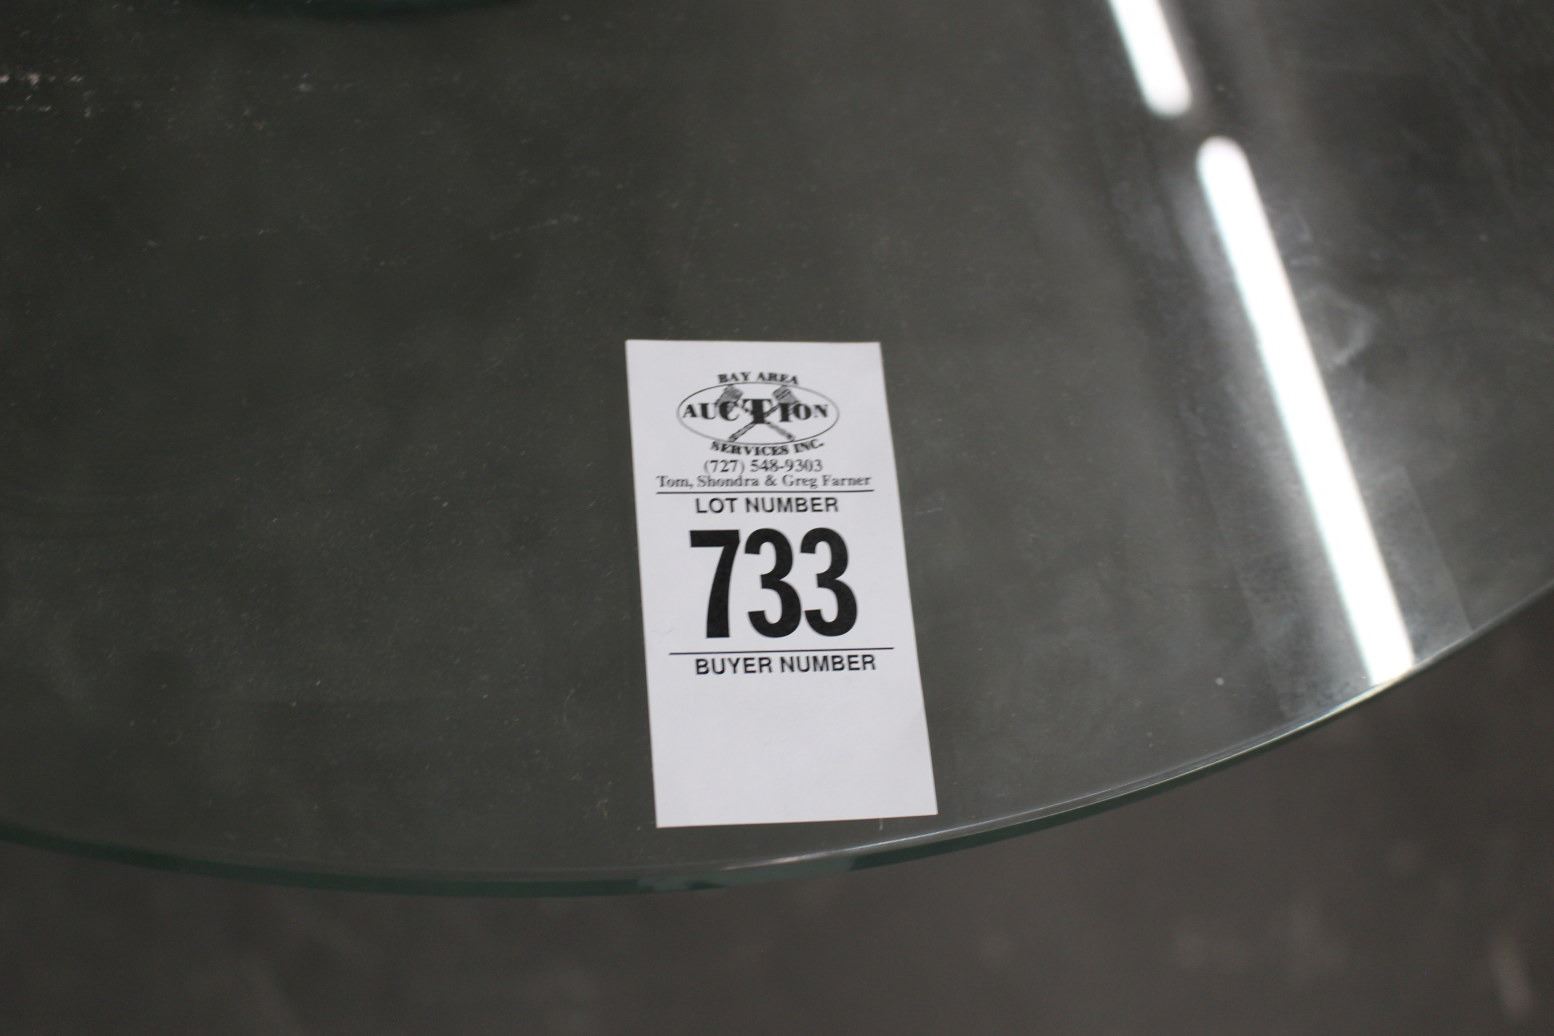 BAY AREA
AUCTION
SERVICES INC.
(727) 548-9303
Tom, Shondra & Greg Farner
LOT NUMBER
733
BUYER NUMBER